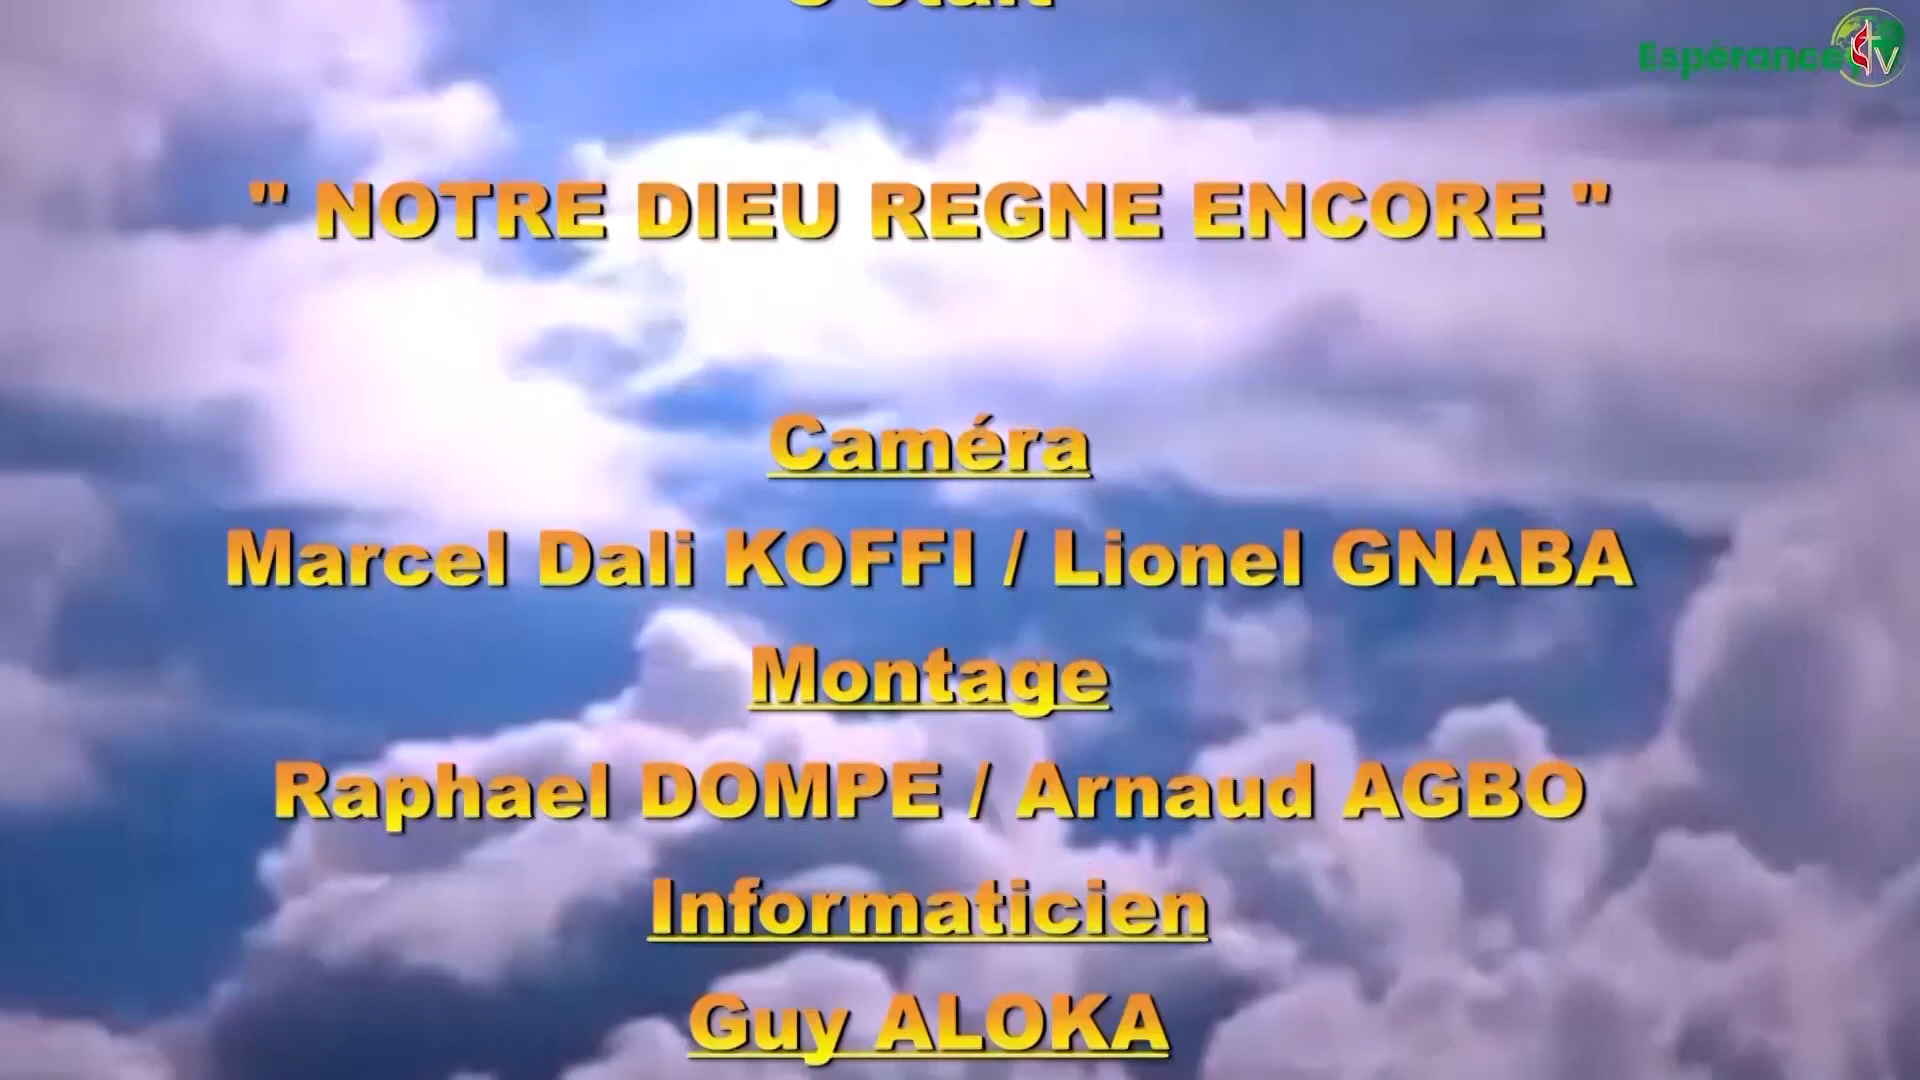 Espérance TV
" NOTRE DIEU REGNE ENCORE "
Caméra
Marcel Dali KOFFI / Lionel GNABA
Montage
Raphael DOMPE / Arnaud AGBO
Informaticien
Guy ALOKA